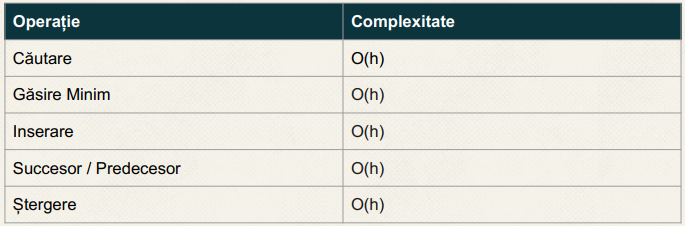 Operație Complexitate
Căutare O(h)
Găsire Minim O(h)
Inserare O(h)
Succesor / Predecesor O(h)
Ștergere O(h)